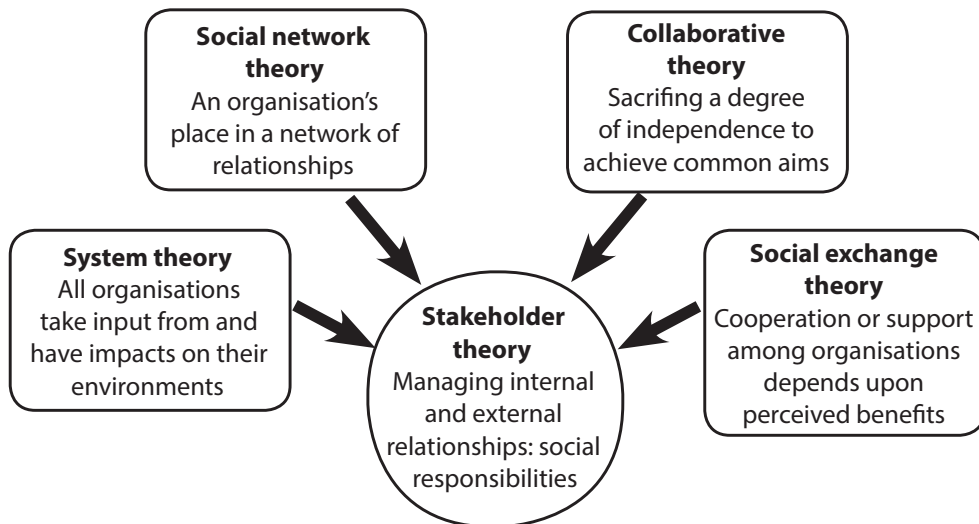 Social network
theory
An organisation's
place in a network of
relationships
Collaborative
theory
Sacrifing a degree
of independence to
achieve common aims
System theory
All organisations
take input from and
have impacts on their
environments
Stakeholder
theory
Managing internal
and external
relationships: social
responsibilities
Social exchange
theory
Cooperation or support
among organisations
depends upon
perceived benefits